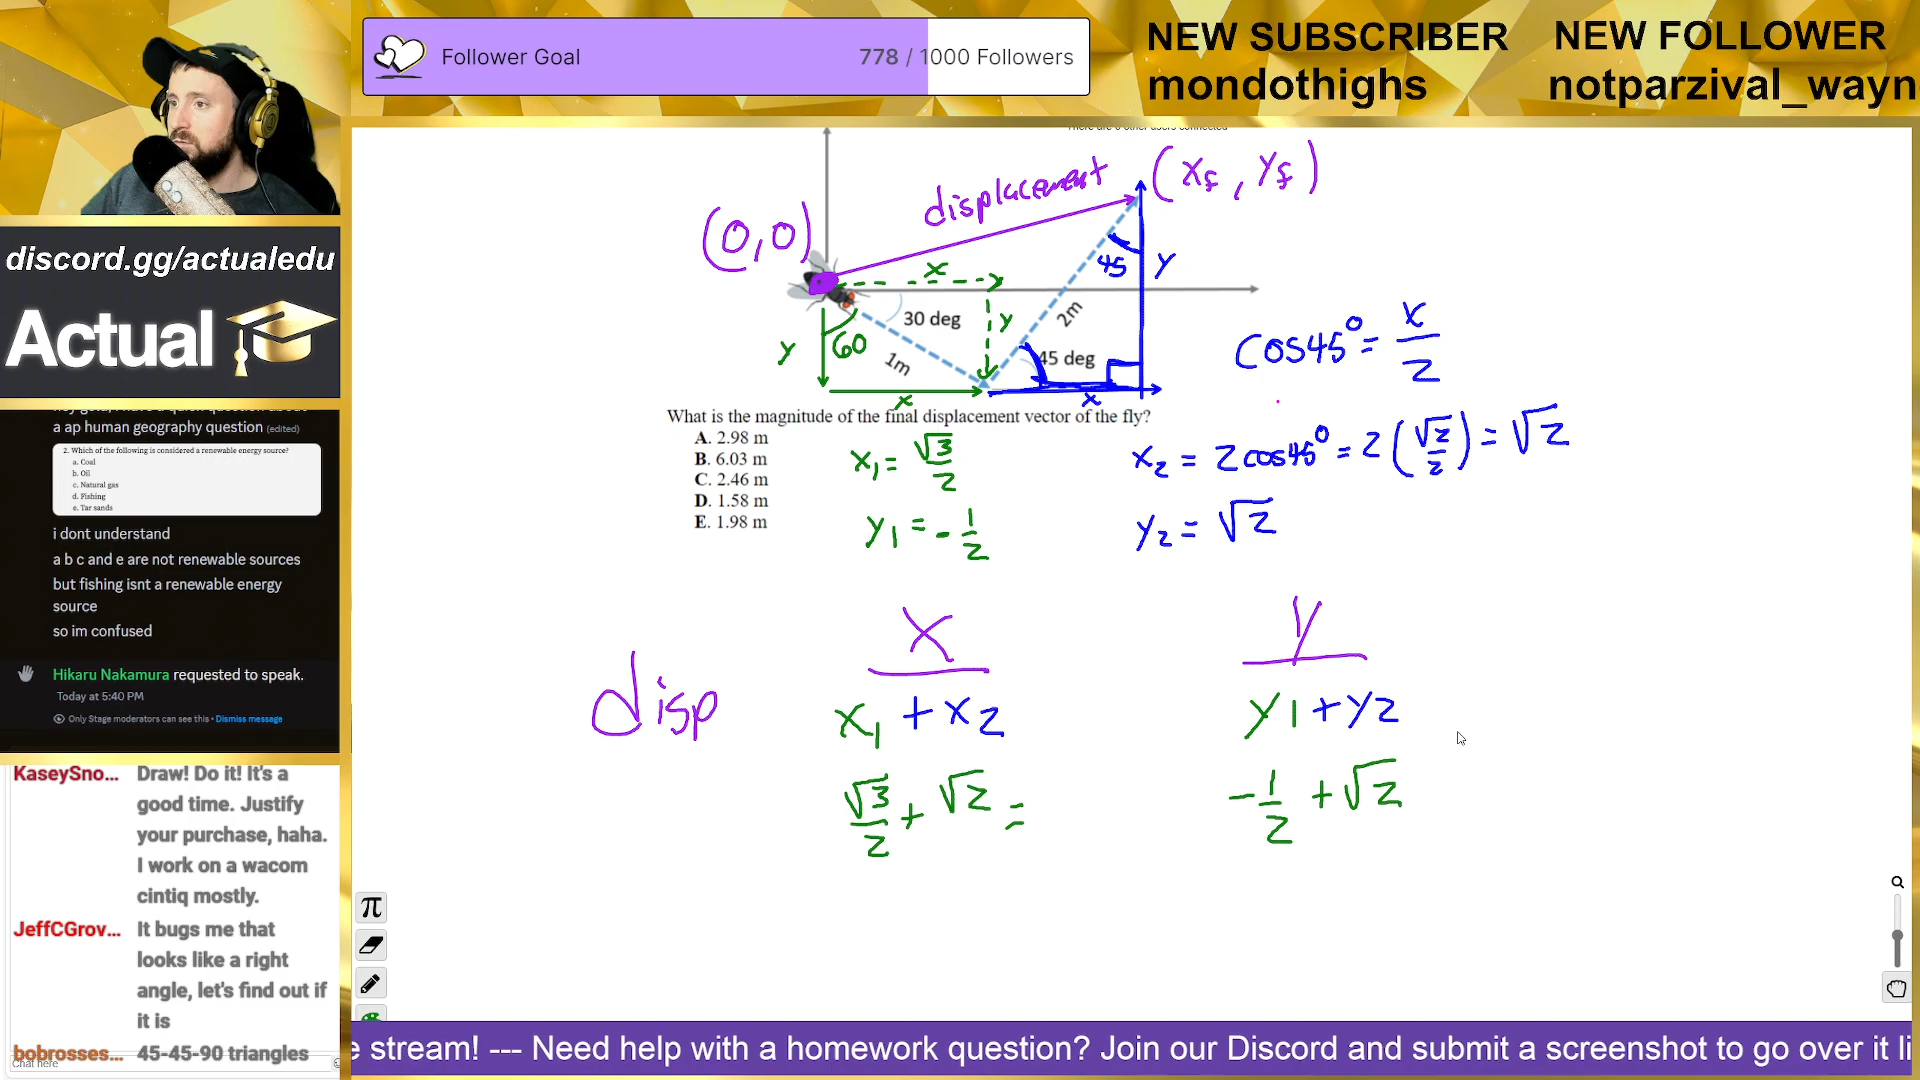 Follower Goal
778 / 1000 Followers
NEW SUBSCRIBER
mondothighs
NEW FOLLOWER
notparzival_wayn
discord.gg/actualedu
Actual
a ap human geography question (edited)
2. Which of the following is considered a renewable energy source?
a. Coal
b. Oil
c. Natural gas
d. Fishing
e. Tar sands
i dont understand
a b c and e are not renewable sources
but fishing isnt a renewable energy
source
so im confused
Hikaru Nakamura requested to speak.
Today at 5:40 PM
Only Stage moderators can see this • Dismiss message
KaseySno... Draw! Do it! It's a
good time. Justify
your purchase, haha.
I work on a wacom
cintiq mostly.
JeffCGrov... It bugs me that
looks like a right
angle, let's find out if
it is
bobrosses... 45-45-90 triangles
Chat here
displacement
(xf, yf)
(0,0)
x
45
y
30 deg
y
2m
y
60
1m
45 deg
x
x
cos45° = x/2
What is the magnitude of the final displacement vector of the fly?
A. 2.98 m
B. 6.03 m
C. 2.46 m
D. 1.58 m
E. 1.98 m
x₁ = √3/2
y₁ = -1/2
x₂ = 2cos45° = 2(√2/2) = √2
y₂ = √2
x
y
disp
x₁ + x₂
y1 + y2
√3/2 + √2 =
-1/2 + √2
π
e stream! --- Need help with a homework question? Join our Discord and submit a screenshot to go over it li